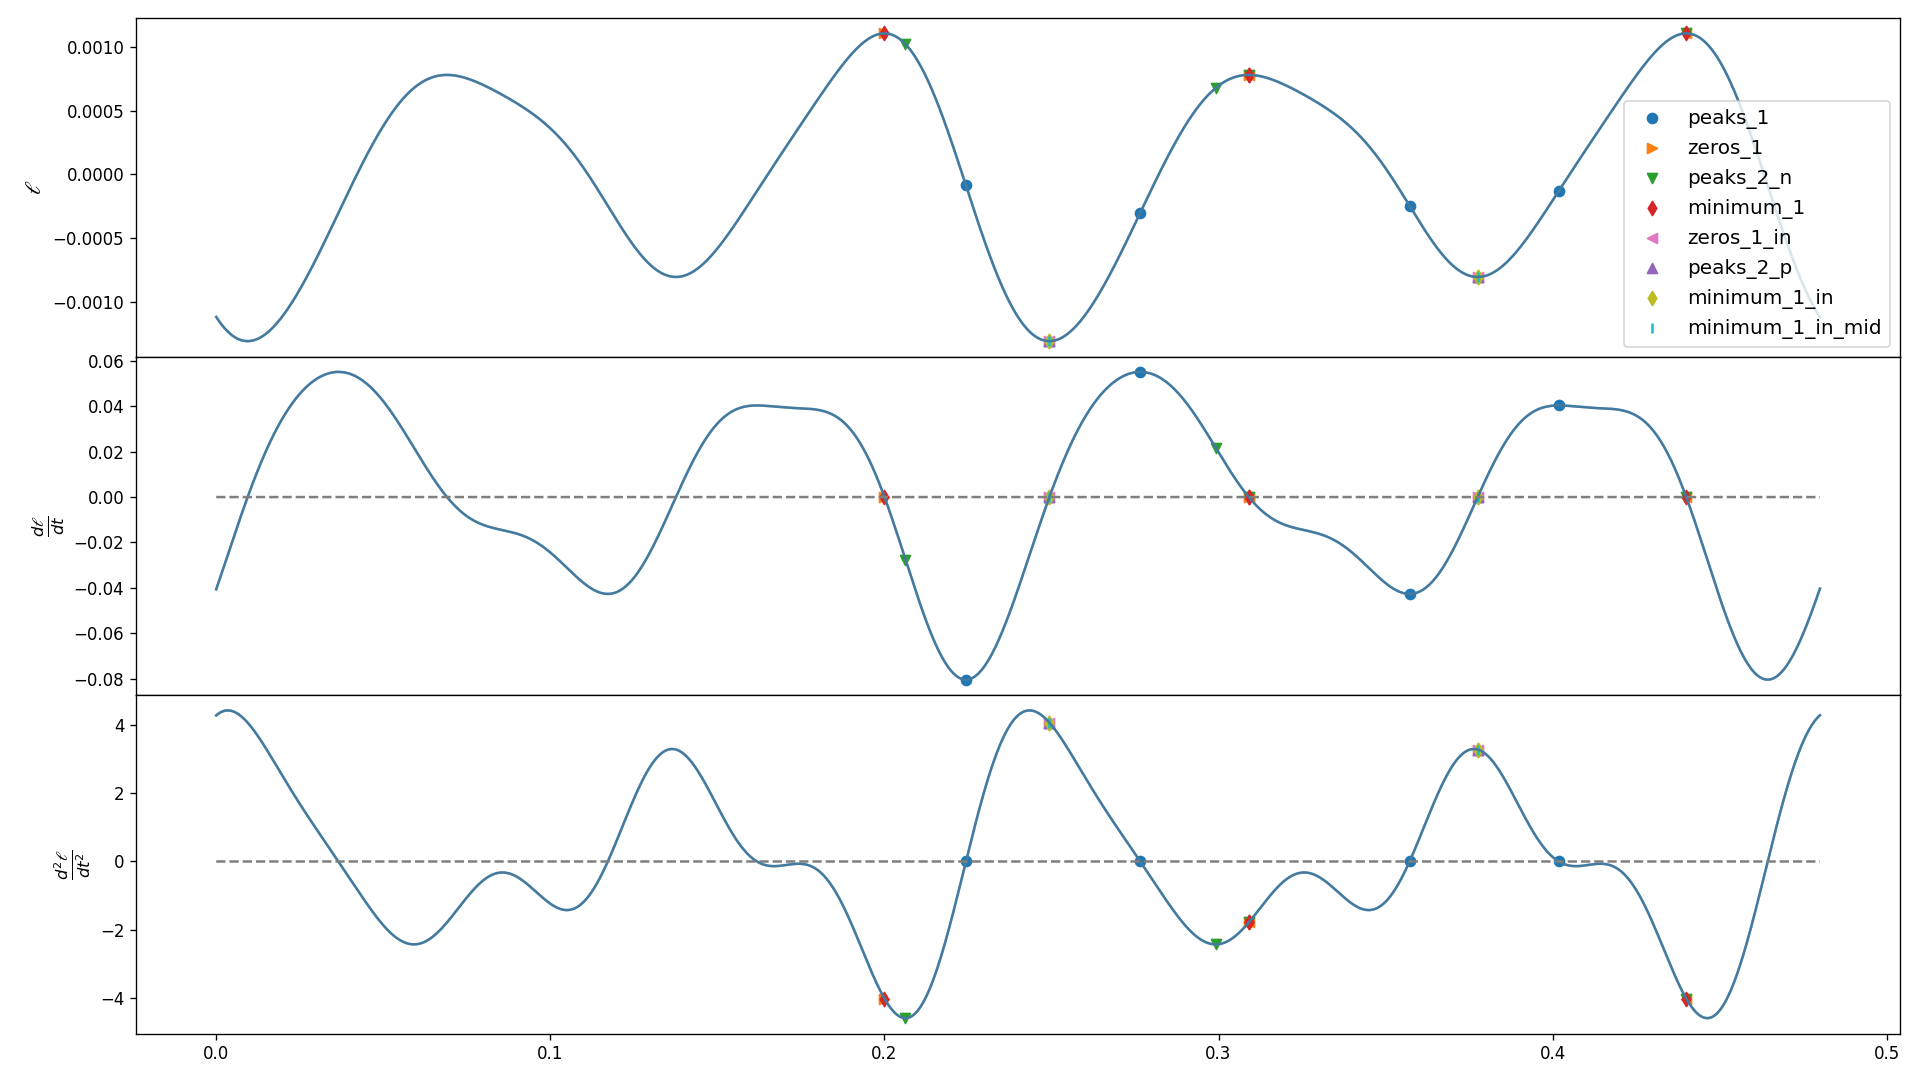 0.0010
0.0005
0.0000
−0.0005
−0.0010
ℓ
peaks_1
zeros_1
peaks_2_n
minimum_1
zeros_1_in
peaks_2_p
minimum_1_in
minimum_1_in_mid
0.06
0.04
0.02
0.00
−0.02
−0.04
−0.06
−0.08
dℓ
dt
4
2
0
−2
−4
d²ℓ
dt²
0.0 0.1 0.2 0.3 0.4 0.5